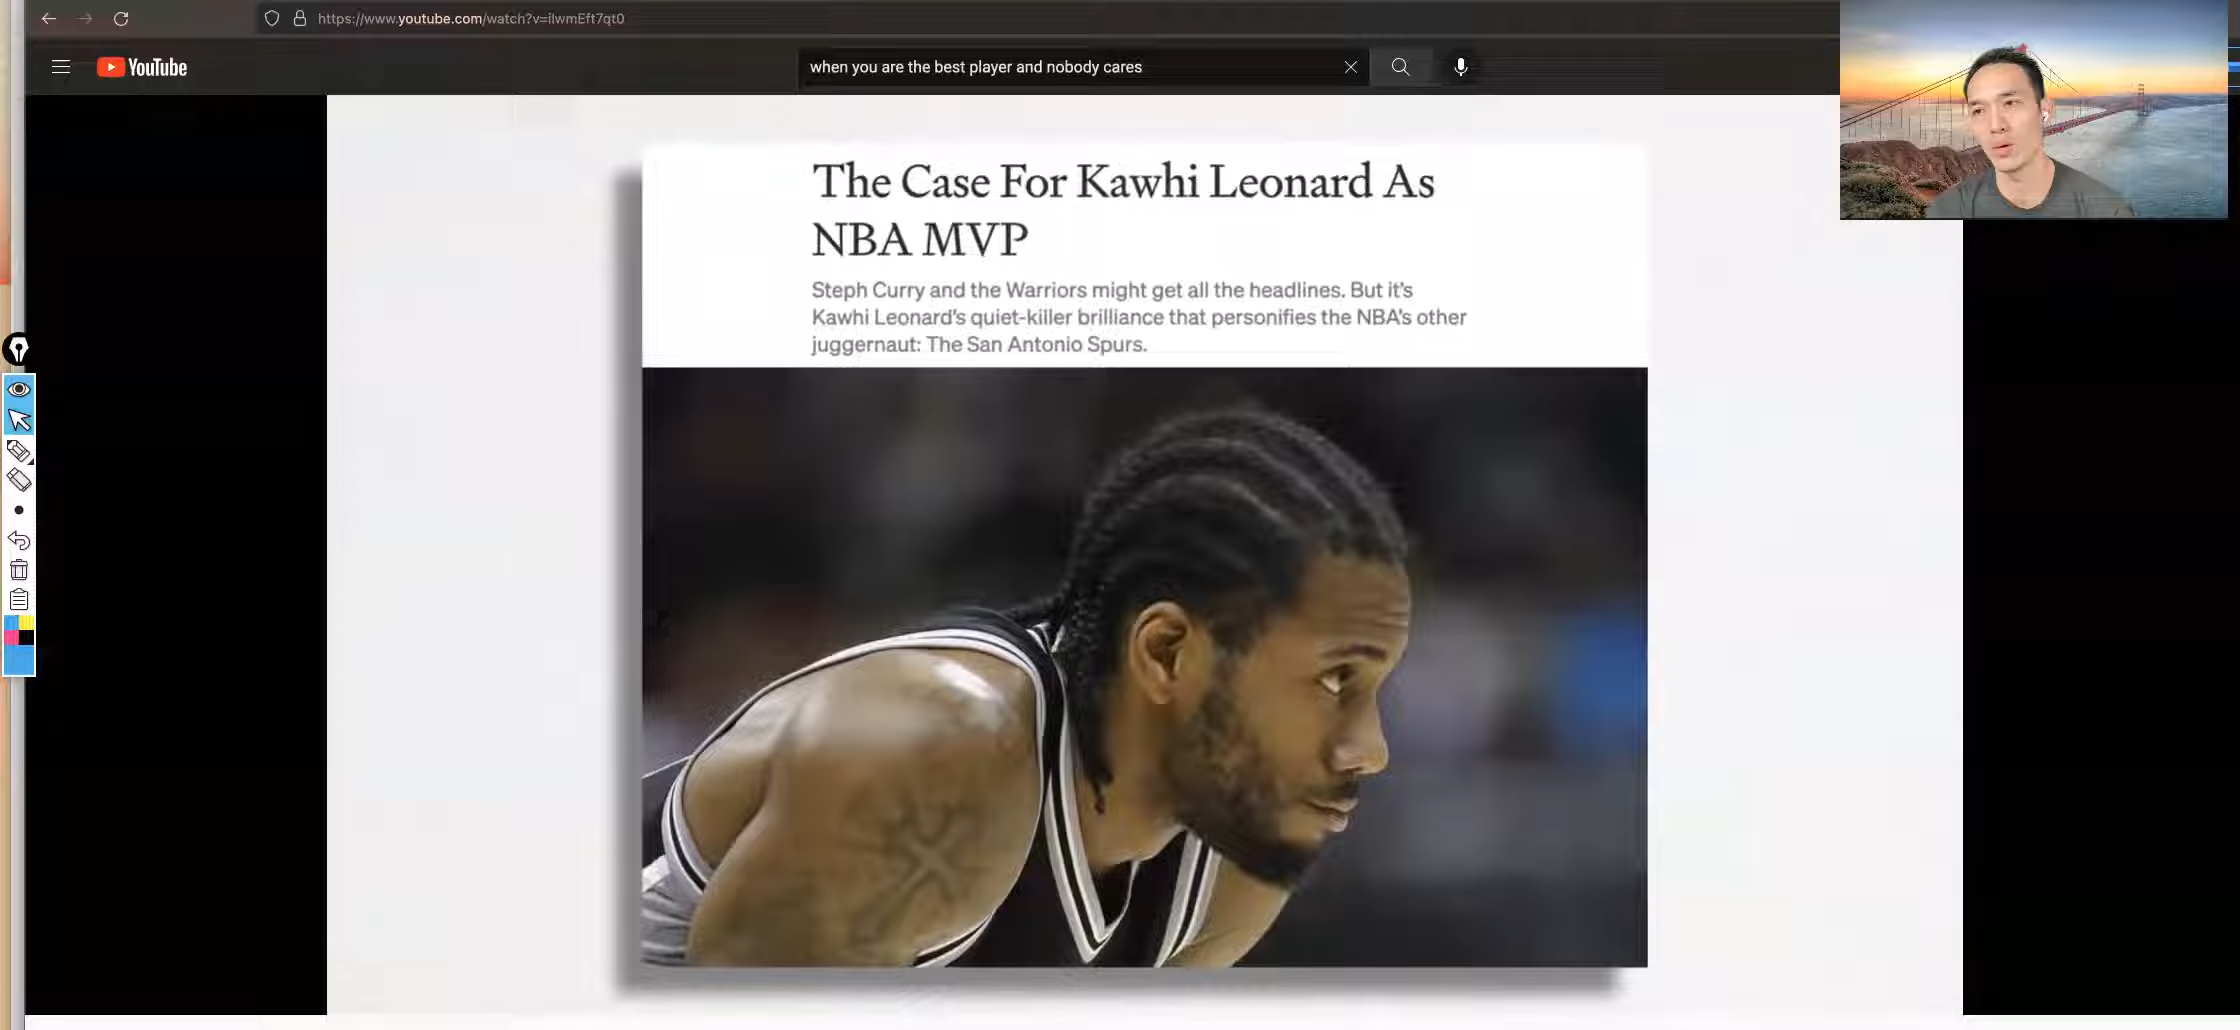 https://www.youtube.com/watch?v=ilwmEft7qt0
YouTube
when you are the best player and nobody cares
The Case For Kawhi Leonard As
NBA MVP
Steph Curry and the Warriors might get all the headlines. But it's
Kawhi Leonard's quiet-killer brilliance that personifies the NBA's other
juggernaut: The San Antonio Spurs.